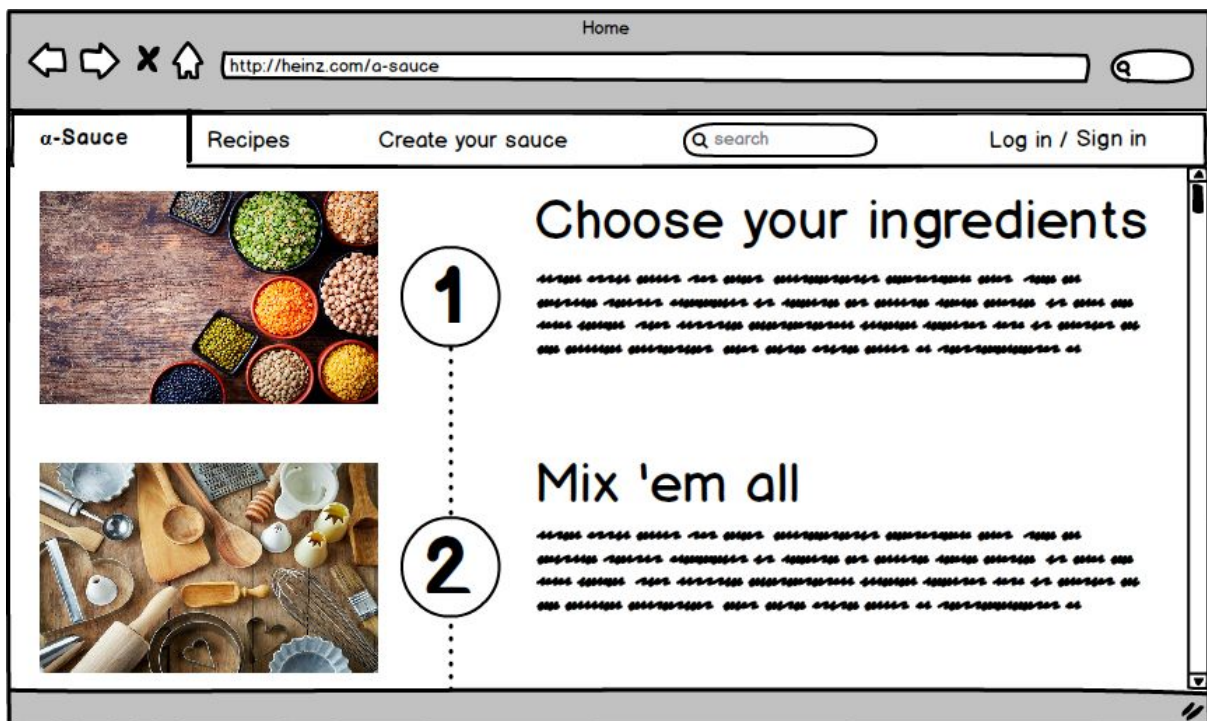 Home
http://heinz.com/a-sauce
α-Sauce
Recipes
Create your sauce
search
Log in / Sign in
Choose your ingredients
1
Mix 'em all
2